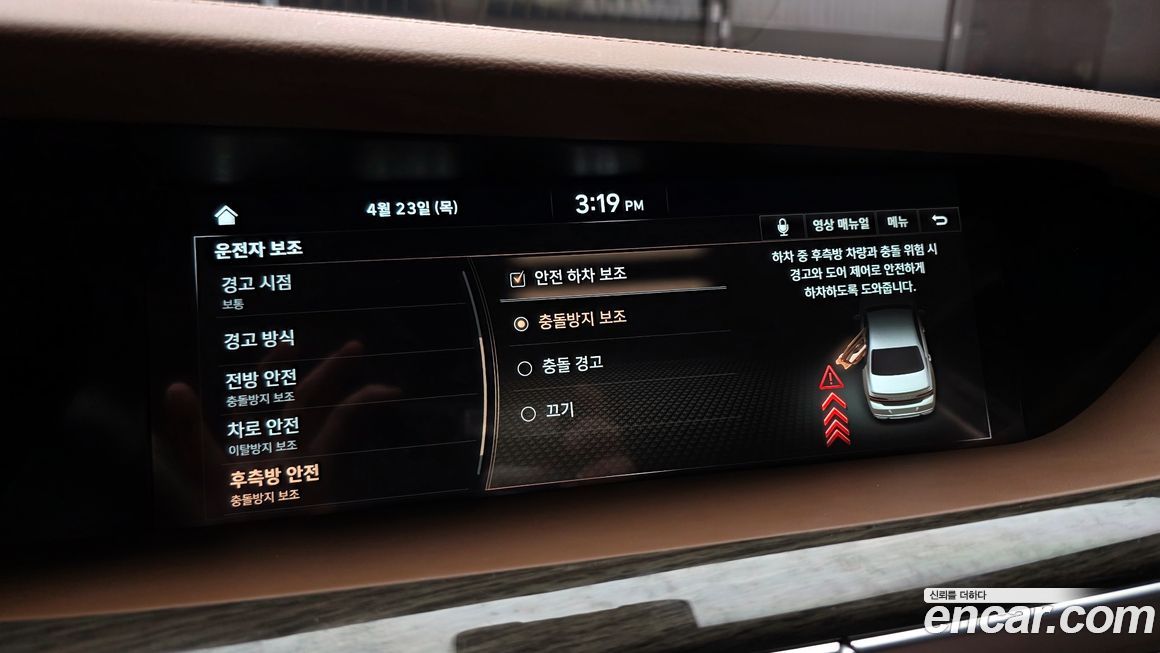 4월 23일 (목)
3:19 PM
영상 매뉴얼
메뉴
운전자 보조
경고 시점
보통
경고 방식
전방 안전
충돌방지 보조
차로 안전
이탈방지 보조
후측방 안전
충돌방지 보조
안전 하차 보조
충돌방지 보조
충돌 경고
끄기
하차 중 후측방 차량과 충돌 위험 시
경고와 도어 제어로 안전하게
하차하도록 도와줍니다.
신뢰를 더하다
encar.com